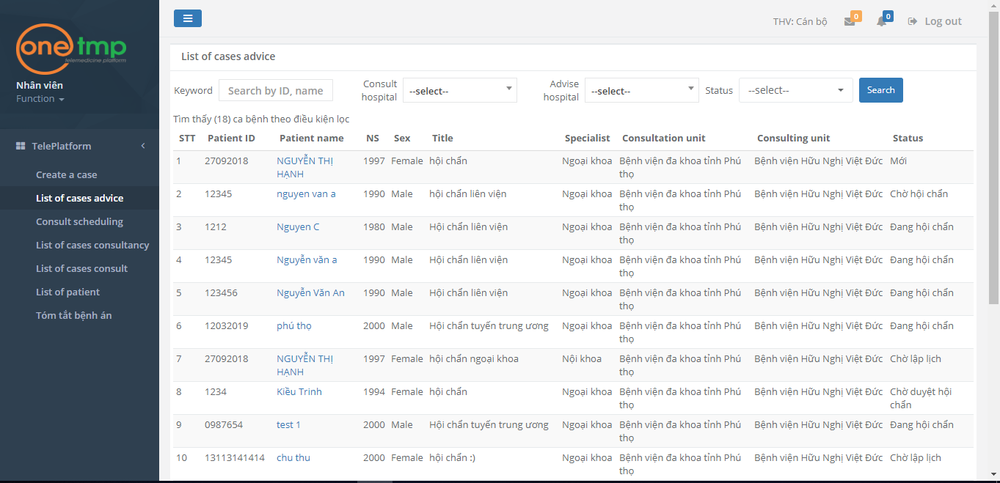 onetmp
telemedicine platform
Nhân viên
Function
TelePlatform
Create a case
List of cases advice
Consult scheduling
List of cases consultancy
List of cases consult
List of patient
Tóm tắt bệnh án
THV: Cán bộ 0 0 Log out
List of cases advice
Keyword Search by ID, name Consult hospital --select-- Advise hospital --select-- Status --select-- Search
Tìm thấy (18) ca bệnh theo điều kiện lọc
STT Patient ID Patient name NS Sex Title Specialist Consultation unit Consulting unit Status
1 27092018 NGUYỄN THỊ HẠNH 1997 Female hội chẩn Ngoại khoa Bệnh viện đa khoa tỉnh Phú thọ Bệnh viện Hữu Nghị Việt Đức Mới
2 12345 nguyen van a 1990 Male hội chẩn liên viện Ngoại khoa Bệnh viện đa khoa tỉnh Phú thọ Bệnh viện Hữu Nghị Việt Đức Chờ hội chẩn
3 1212 Nguyen C 1980 Male Hội chẩn liên viện Ngoại khoa Bệnh viện đa khoa tỉnh Phú thọ Bệnh viện Hữu Nghị Việt Đức Đang hội chẩn
4 12345 Nguyễn văn a 1990 Male Hội chẩn liên viện Ngoại khoa Bệnh viện đa khoa tỉnh Phú thọ Bệnh viện Hữu Nghị Việt Đức Đang hội chẩn
5 123456 Nguyễn Văn An 1990 Male Hội chẩn liên viện Ngoại khoa Bệnh viện đa khoa tỉnh Phú thọ Bệnh viện Hữu Nghị Việt Đức Đang hội chẩn
6 12032019 phú thọ 2000 Male Hội chẩn tuyến trung ương Ngoại khoa Bệnh viện đa khoa tỉnh Phú thọ Bệnh viện Hữu Nghị Việt Đức Đang hội chẩn
7 27092018 NGUYỄN THỊ HẠNH 1997 Female hội chẩn ngoại khoa Nội khoa Bệnh viện đa khoa tỉnh Phú thọ Bệnh viện Hữu Nghị Việt Đức Chờ lập lịch
8 1234 Kiều Trinh 1994 Female hội chẩn Ngoại khoa Bệnh viện đa khoa tỉnh Phú thọ Bệnh viện Hữu Nghị Việt Đức Chờ duyệt hội chẩn
9 0987654 test 1 2000 Male Hội chẩn tuyến trung ương Ngoại khoa Bệnh viện đa khoa tỉnh Phú thọ Bệnh viện Hữu Nghị Việt Đức Đang hội chẩn
10 13113141414 chu thu 2000 Female hội chẩn :) Ngoại khoa Bệnh viện đa khoa tỉnh Phú thọ Bệnh viện Hữu Nghị Việt Đức Chờ lập lịch